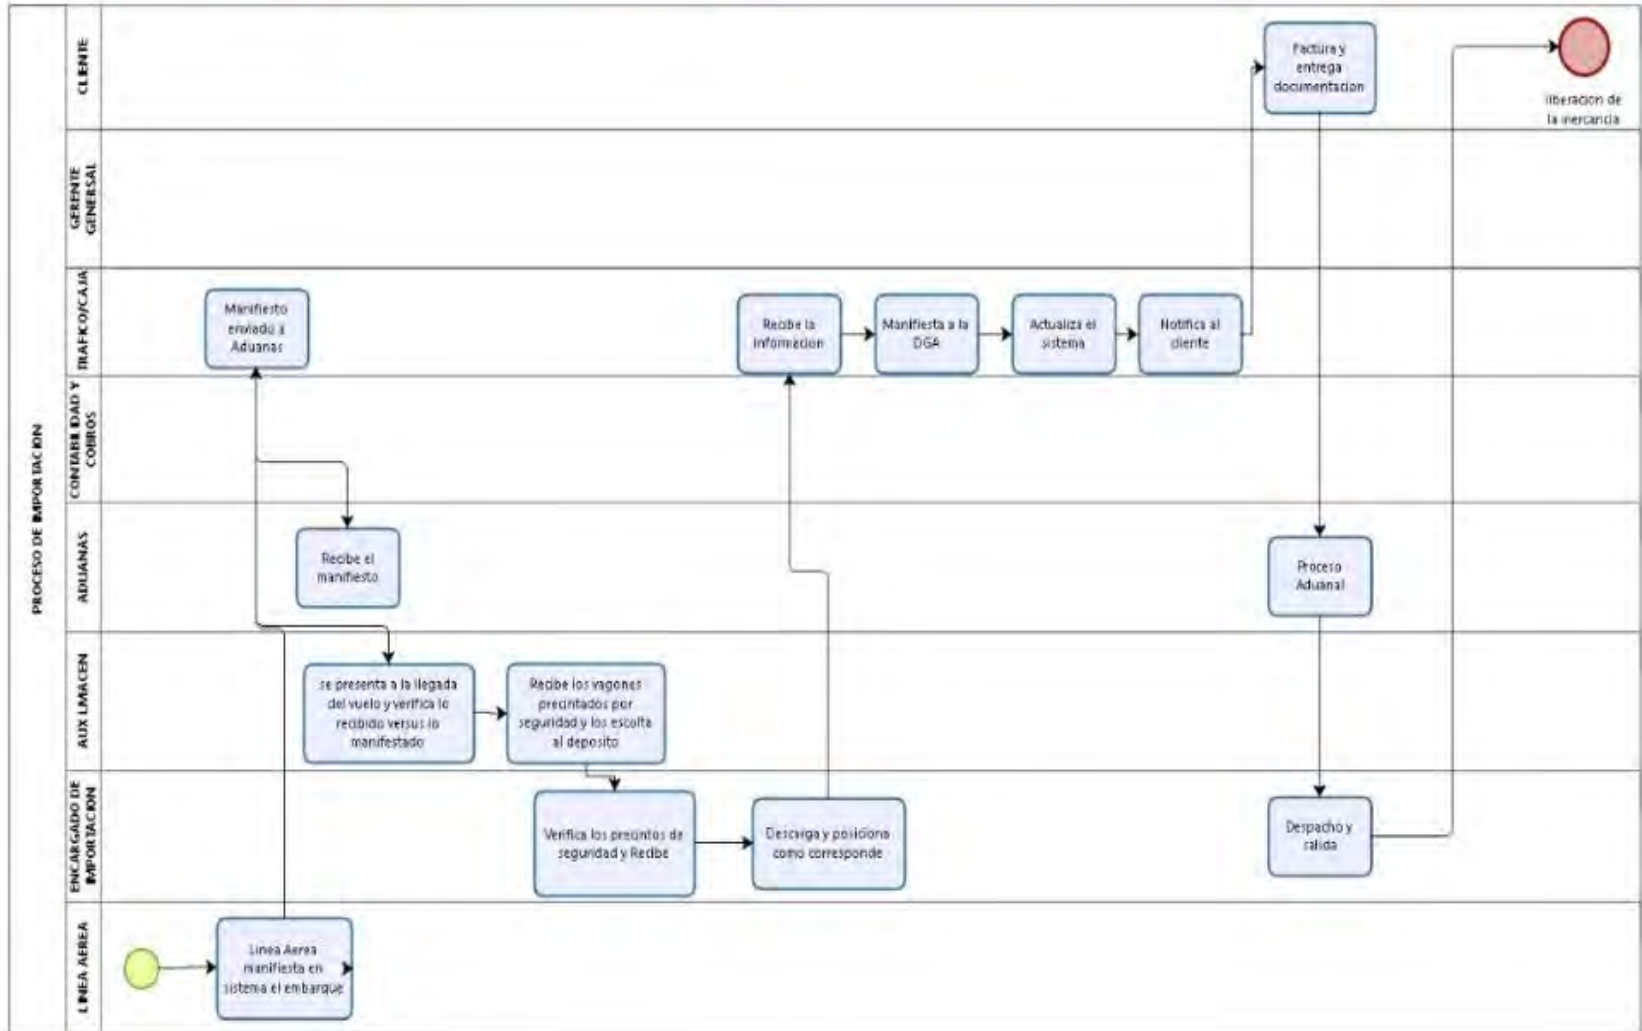 PROCESO DE IMPORTACION
CLIENTE
Factura y
entrega
documentacion
liberacion de
la mercancia
GERENTE
GENERSAL
TRAFICO/CAJA
Manifiesto
enviado a
Aduanas
Recibe la
informacion
Manifiesta a la
DGA
Actualiza el
sistema
Notifica al
cliente
CONTABILIDAD Y
COBROS
ADUANAS
Recibe el
manifiesto
Proceso
Aduanal
AUX LMACEN
se presenta a la llegada
del vuelo y verifica lo
recibido versus lo
manifestado
Recibe los vagones
precintados por
seguridad y los escolta
al deposito
ENCARGADO DE
IMPORTACION
Verifica los precintos de
seguridad y Recibe
Descarga y posiciona
como corresponde
Despacho y
salida
LINEA AEREA
Linea Aerea
manifiesta en
sistema el embarque